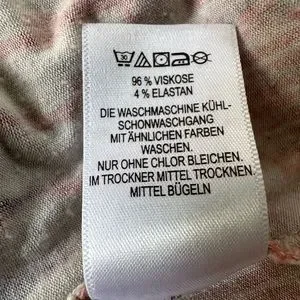 30
96 % VISKOSE
4 % ELASTAN
DIE WASCHMASCHINE KÜHL-
SCHONWASCHGANG
MIT ÄHNLICHEN FARBEN
WASCHEN.
NUR OHNE CHLOR BLEICHEN.
IM TROCKNER MITTEL TROCKNEN.
MITTEL BÜGELN